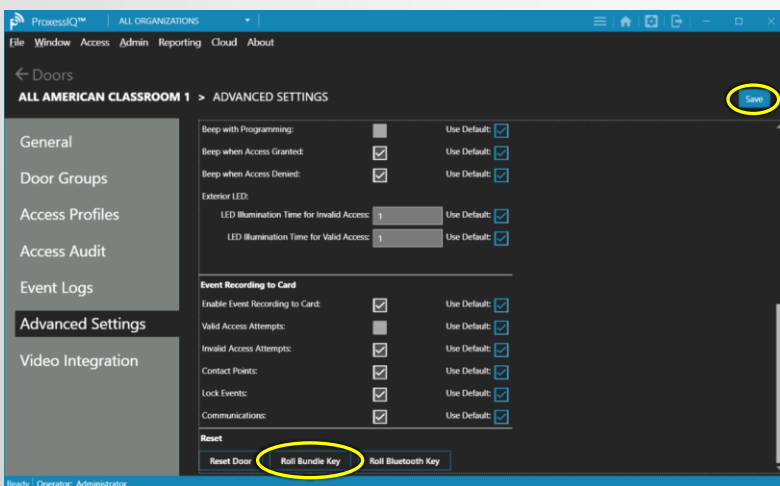 ProxessIQ™ ALL ORGANIZATIONS
File Window Access Admin Reporting Cloud About
Doors
ALL AMERICAN CLASSROOM 1 > ADVANCED SETTINGS
Save
General
Door Groups
Access Profiles
Access Audit
Event Logs
Advanced Settings
Video Integration
Beep with Programming: Use Default:
Beep when Access Granted: Use Default:
Beep when Access Denied: Use Default:
Exterior LED:
LED Illumination Time for Invalid Access: 1 Use Default:
LED Illumination Time for Valid Access: 1 Use Default:
Event Recording to Card
Enable Event Recording to Card: Use Default:
Valid Access Attempts: Use Default:
Invalid Access Attempts: Use Default:
Contact Points: Use Default:
Lock Events: Use Default:
Communications: Use Default:
Reset
Reset Door Roll Bundle Key Roll Bluetooth Key
Ready Operator: Administrator